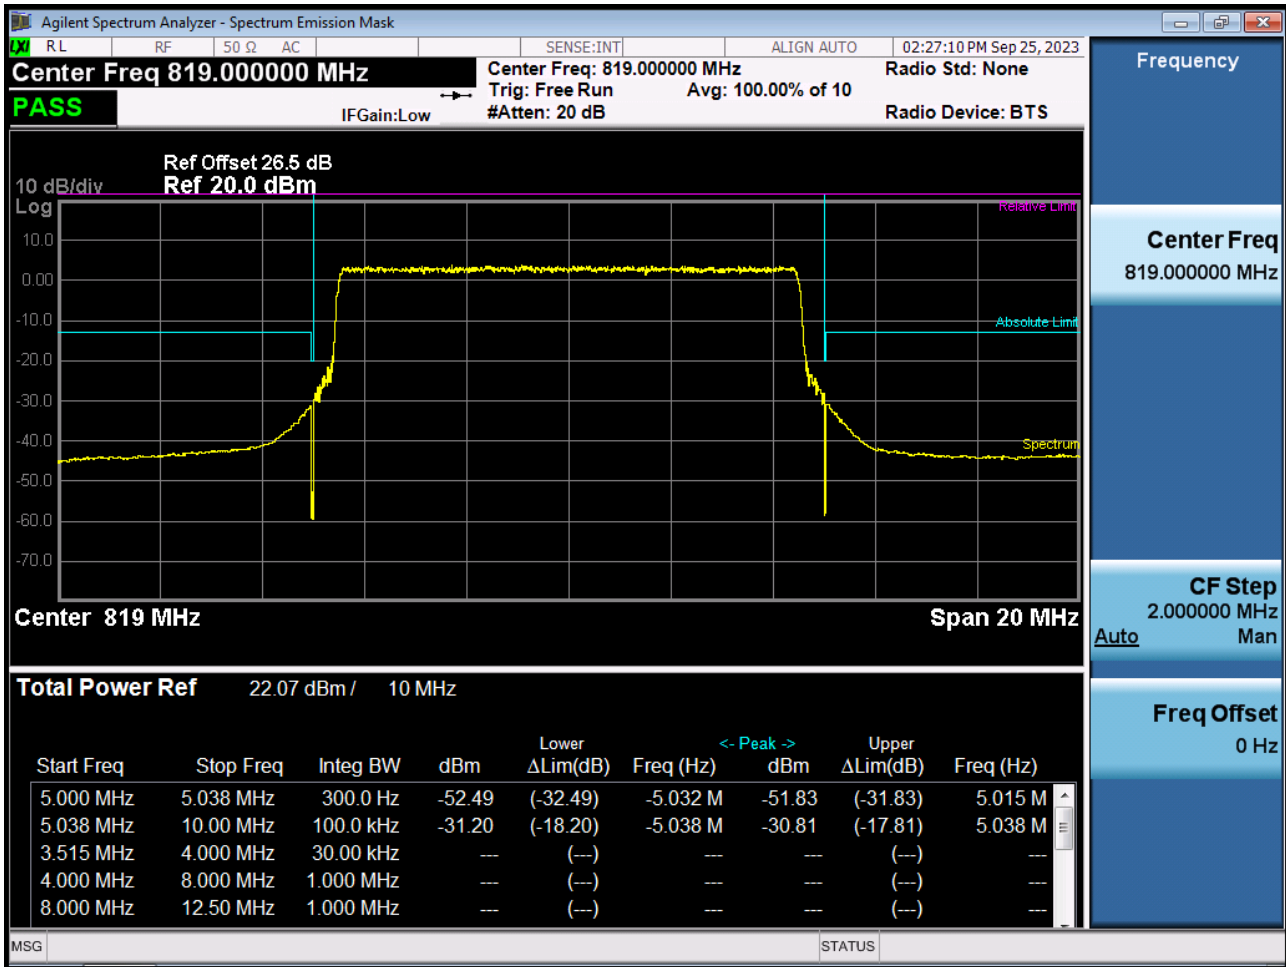 Agilent Spectrum Analyzer - Spectrum Emission Mask
LXI RL RF 50 Ω AC SENSE:INT ALIGN AUTO 02:27:10 PM Sep 25, 2023
Center Freq 819.000000 MHz
PASS
IFGain:Low
Center Freq: 819.000000 MHz
Trig: Free Run Avg: 100.00% of 10
#Atten: 20 dB
Radio Std: None
Radio Device: BTS
Ref Offset 26.5 dB
10 dB/div Ref 20.0 dBm
Log
Relative Limit
10.0
0.00
-10.0
Absolute Limit
-20.0
-30.0
-40.0
Spectrum
-50.0
-60.0
-70.0
Center 819 MHz Span 20 MHz
Total Power Ref 22.07 dBm / 10 MHz
Lower <- Peak -> Upper
Start Freq Stop Freq Integ BW dBm ΔLim(dB) Freq (Hz) dBm ΔLim(dB) Freq (Hz)
5.000 MHz 5.038 MHz 300.0 Hz -52.49 (-32.49) -5.032 M -51.83 (-31.83) 5.015 M
5.038 MHz 10.00 MHz 100.0 kHz -31.20 (-18.20) -5.038 M -30.81 (-17.81) 5.038 M
3.515 MHz 4.000 MHz 30.00 kHz --- (---) --- --- (---) ---
4.000 MHz 8.000 MHz 1.000 MHz --- (---) --- --- (---) ---
8.000 MHz 12.50 MHz 1.000 MHz --- (---) --- --- (---) ---
MSG STATUS
Frequency
Center Freq
819.000000 MHz
CF Step
2.000000 MHz
Auto Man
Freq Offset
0 Hz